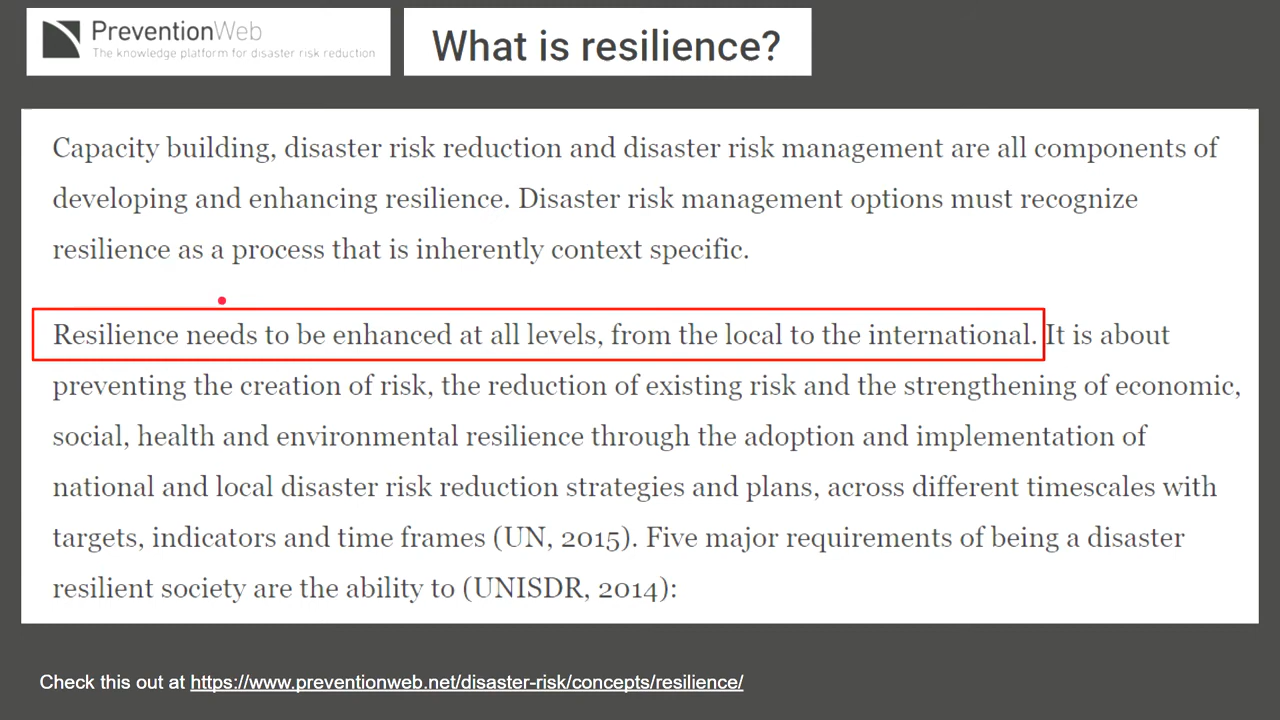 PreventionWeb
The knowledge platform for disaster risk reduction
What is resilience?
Capacity building, disaster risk reduction and disaster risk management are all components of
developing and enhancing resilience. Disaster risk management options must recognize
resilience as a process that is inherently context specific.
Resilience needs to be enhanced at all levels, from the local to the international. It is about
preventing the creation of risk, the reduction of existing risk and the strengthening of economic,
social, health and environmental resilience through the adoption and implementation of
national and local disaster risk reduction strategies and plans, across different timescales with
targets, indicators and time frames (UN, 2015). Five major requirements of being a disaster
resilient society are the ability to (UNISDR, 2014):
Check this out at https://www.preventionweb.net/disaster-risk/concepts/resilience/